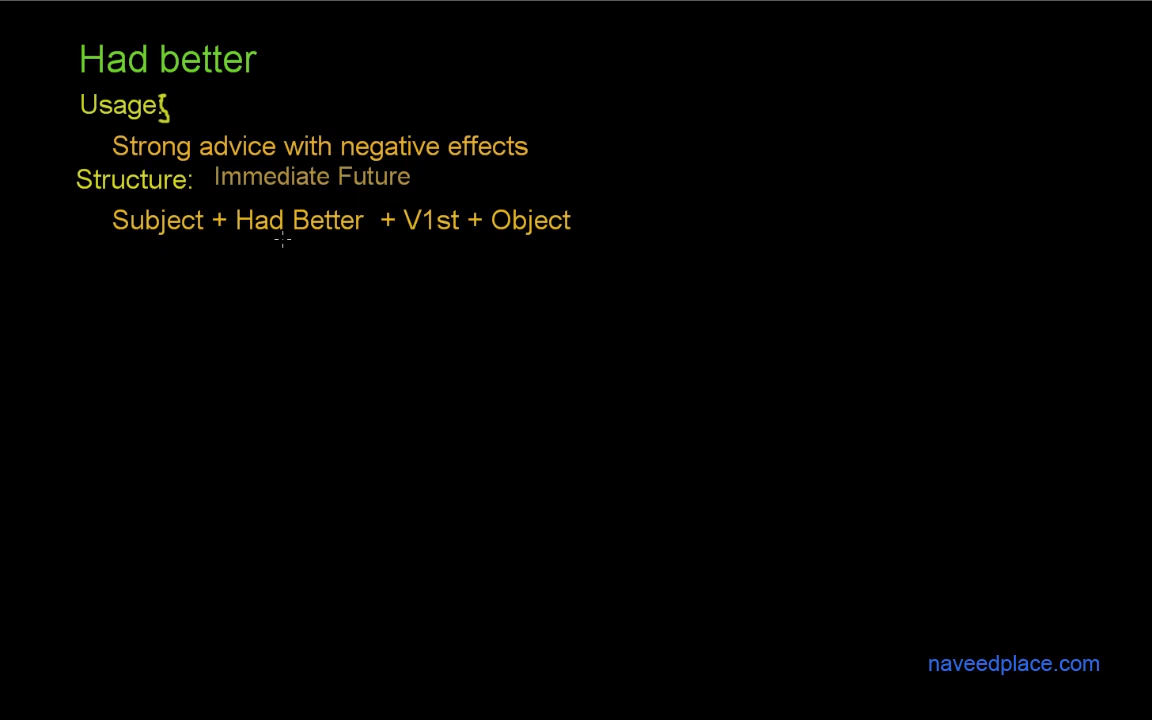 Had better
Usage:
Strong advice with negative effects
Structure: Immediate Future
Subject + Had Better + V1st + Object
naveedplace.com